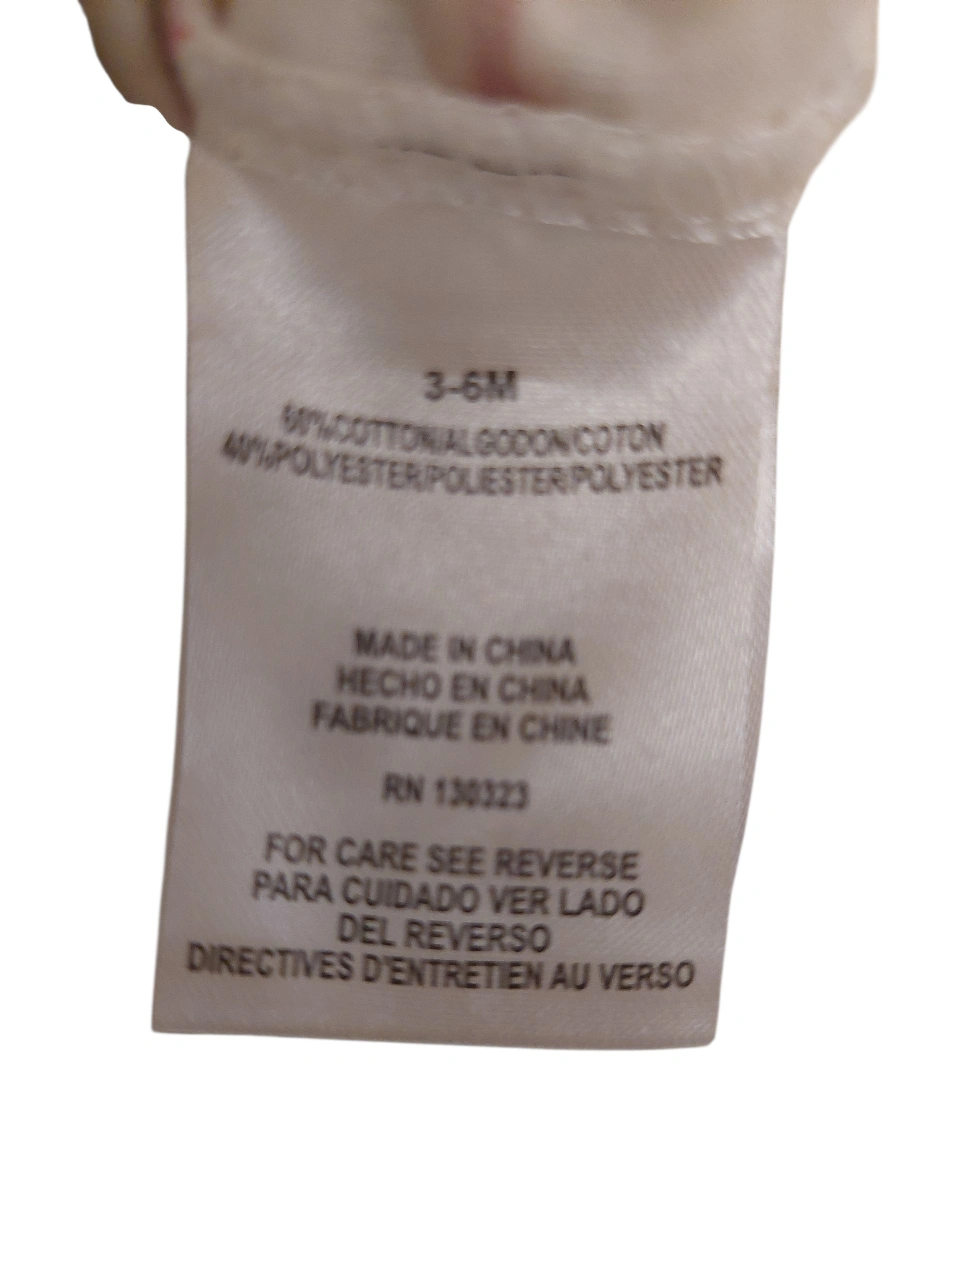 3-6M
60%COTTON/ALGODON/COTON
40%POLYESTER/POLIESTER/POLYESTER
MADE IN CHINA
HECHO EN CHINA
FABRIQUE EN CHINE
RN 130323
FOR CARE SEE REVERSE
PARA CUIDADO VER LADO
DEL REVERSO
DIRECTIVES D'ENTRETIEN AU VERSO